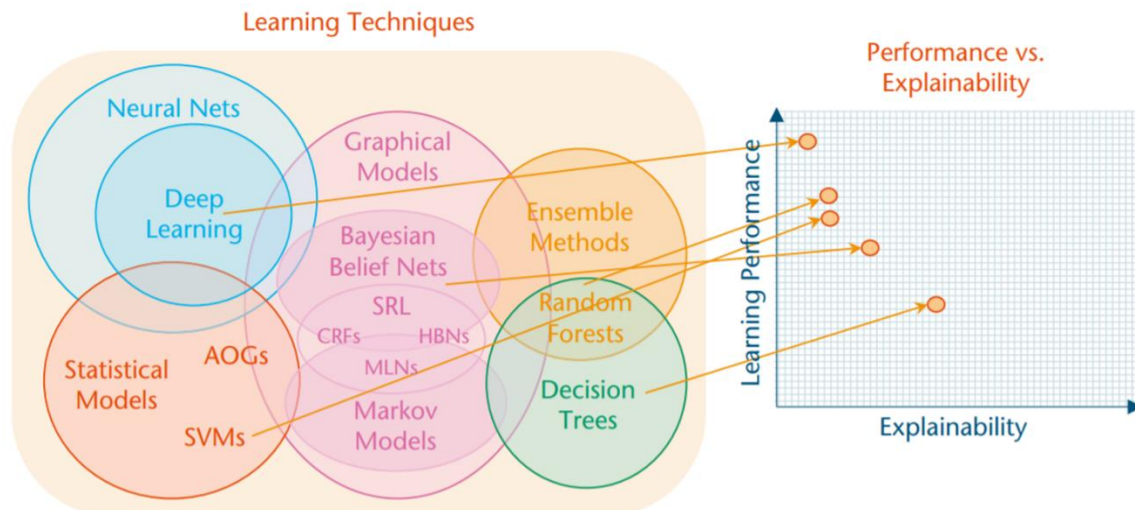 Learning Techniques
Neural Nets
Deep
Learning
Graphical
Models
Bayesian
Belief Nets
SRL
CRFs
HBNs
MLNs
Markov
Models
Statistical
Models
AOGs
SVMs
Ensemble
Methods
Random
Forests
Decision
Trees
Performance vs.
Explainability
Learning Performance
Explainability